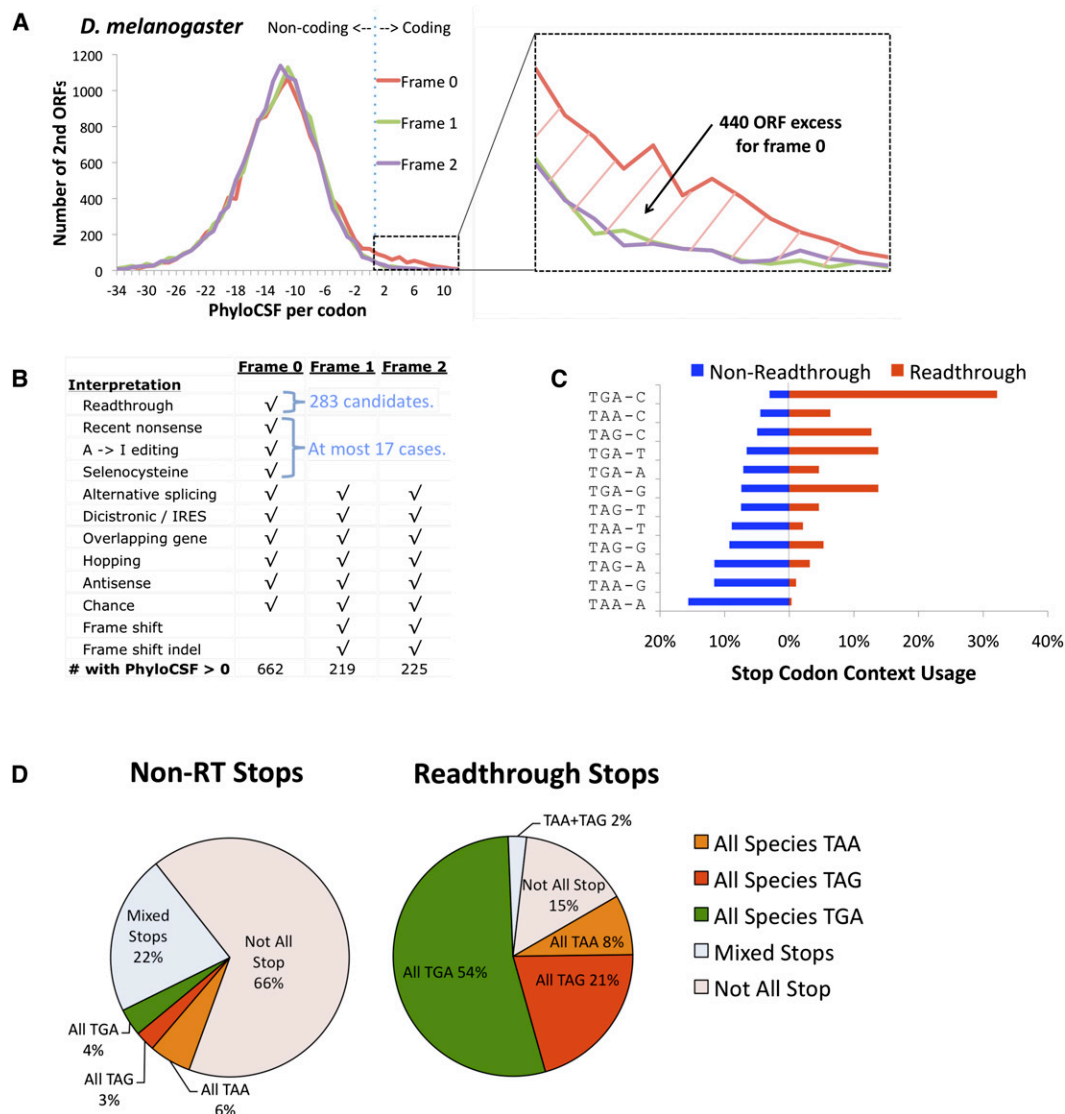 A
D. melanogaster
Non-coding <-- --> Coding
Number of 2nd ORFs
1200
1000
800
600
400
200
0
-34 -30 -26 -22 -18 -14 -10 -6 -2 2 6 10
PhyloCSF per codon
Frame 0
Frame 1
Frame 2
440 ORF excess
for frame 0
B
Frame 0 Frame 1 Frame 2
Interpretation
Readthrough √ 283 candidates.
Recent nonsense √
A -> I editing √ At most 17 cases.
Selenocysteine √
Alternative splicing √ √ √
Dicistronic / IRES √ √ √
Overlapping gene √ √ √
Hopping √ √ √
Antisense √ √ √
Chance √ √ √
Frame shift √ √
Frame shift indel √ √
# with PhyloCSF > 0 662 219 225
C
Non-Readthrough Readthrough
TGA-C
TAA-C
TAG-C
TGA-T
TGA-A
TGA-G
TAG-T
TAA-T
TAG-G
TAG-A
TAA-G
TAA-A
20% 10% 0% 10% 20% 30% 40%
Stop Codon Context Usage
D
Non-RT Stops
Mixed
Stops
22%
Not All
Stop
66%
All TGA
4%
All TAG
3%
All TAA
6%
Readthrough Stops
TAA+TAG 2%
Not All Stop
15%
All TAA 8%
All TAG 21%
All TGA 54%
All Species TAA
All Species TAG
All Species TGA
Mixed Stops
Not All Stop